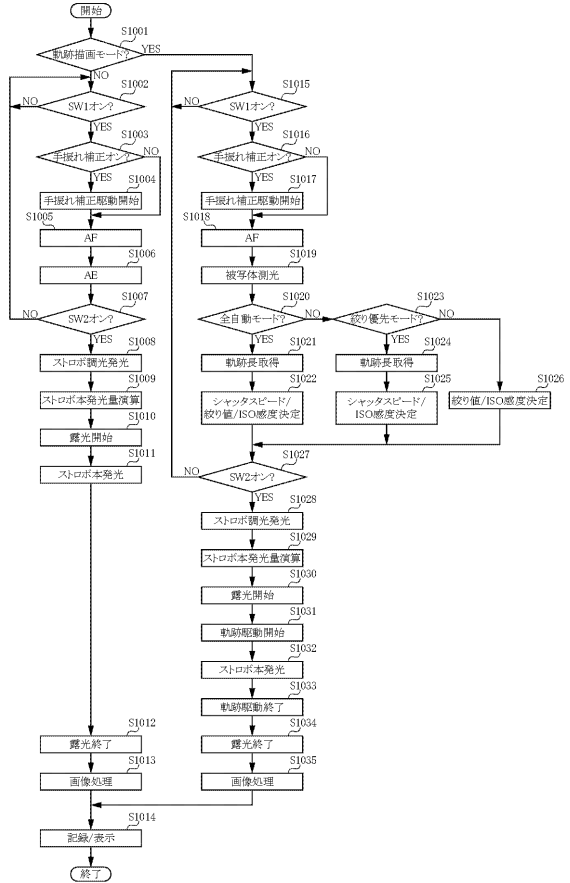 開始
S1001
軌跡描画モード?
YES
NO
S1002
SW1オン?
NO
YES
S1003
手振れ補正オン?
NO
YES
S1004
手振れ補正駆動開始
S1005
AF
S1006
AE
S1007
SW2オン?
NO
YES
S1008
ストロボ調光発光
S1009
ストロボ本発光量演算
S1010
露光開始
S1011
ストロボ本発光
S1012
露光終了
S1013
画像処理
S1014
記録/表示
終了
S1015
SW1オン?
NO
YES
S1016
手振れ補正オン?
NO
YES
S1017
手振れ補正駆動開始
S1018
AF
S1019
被写体測光
S1020
全自動モード?
NO
YES
S1021
軌跡長取得
S1022
シャッタスピード/
絞り値/ISO感度決定
S1023
絞り優先モード?
NO
YES
S1024
軌跡長取得
S1025
シャッタスピード/
ISO感度決定
S1026
絞り値/ISO感度決定
S1027
SW2オン?
NO
YES
S1028
ストロボ調光発光
S1029
ストロボ本発光量演算
S1030
露光開始
S1031
軌跡駆動開始
S1032
ストロボ本発光
S1033
軌跡駆動終了
S1034
露光終了
S1035
画像処理